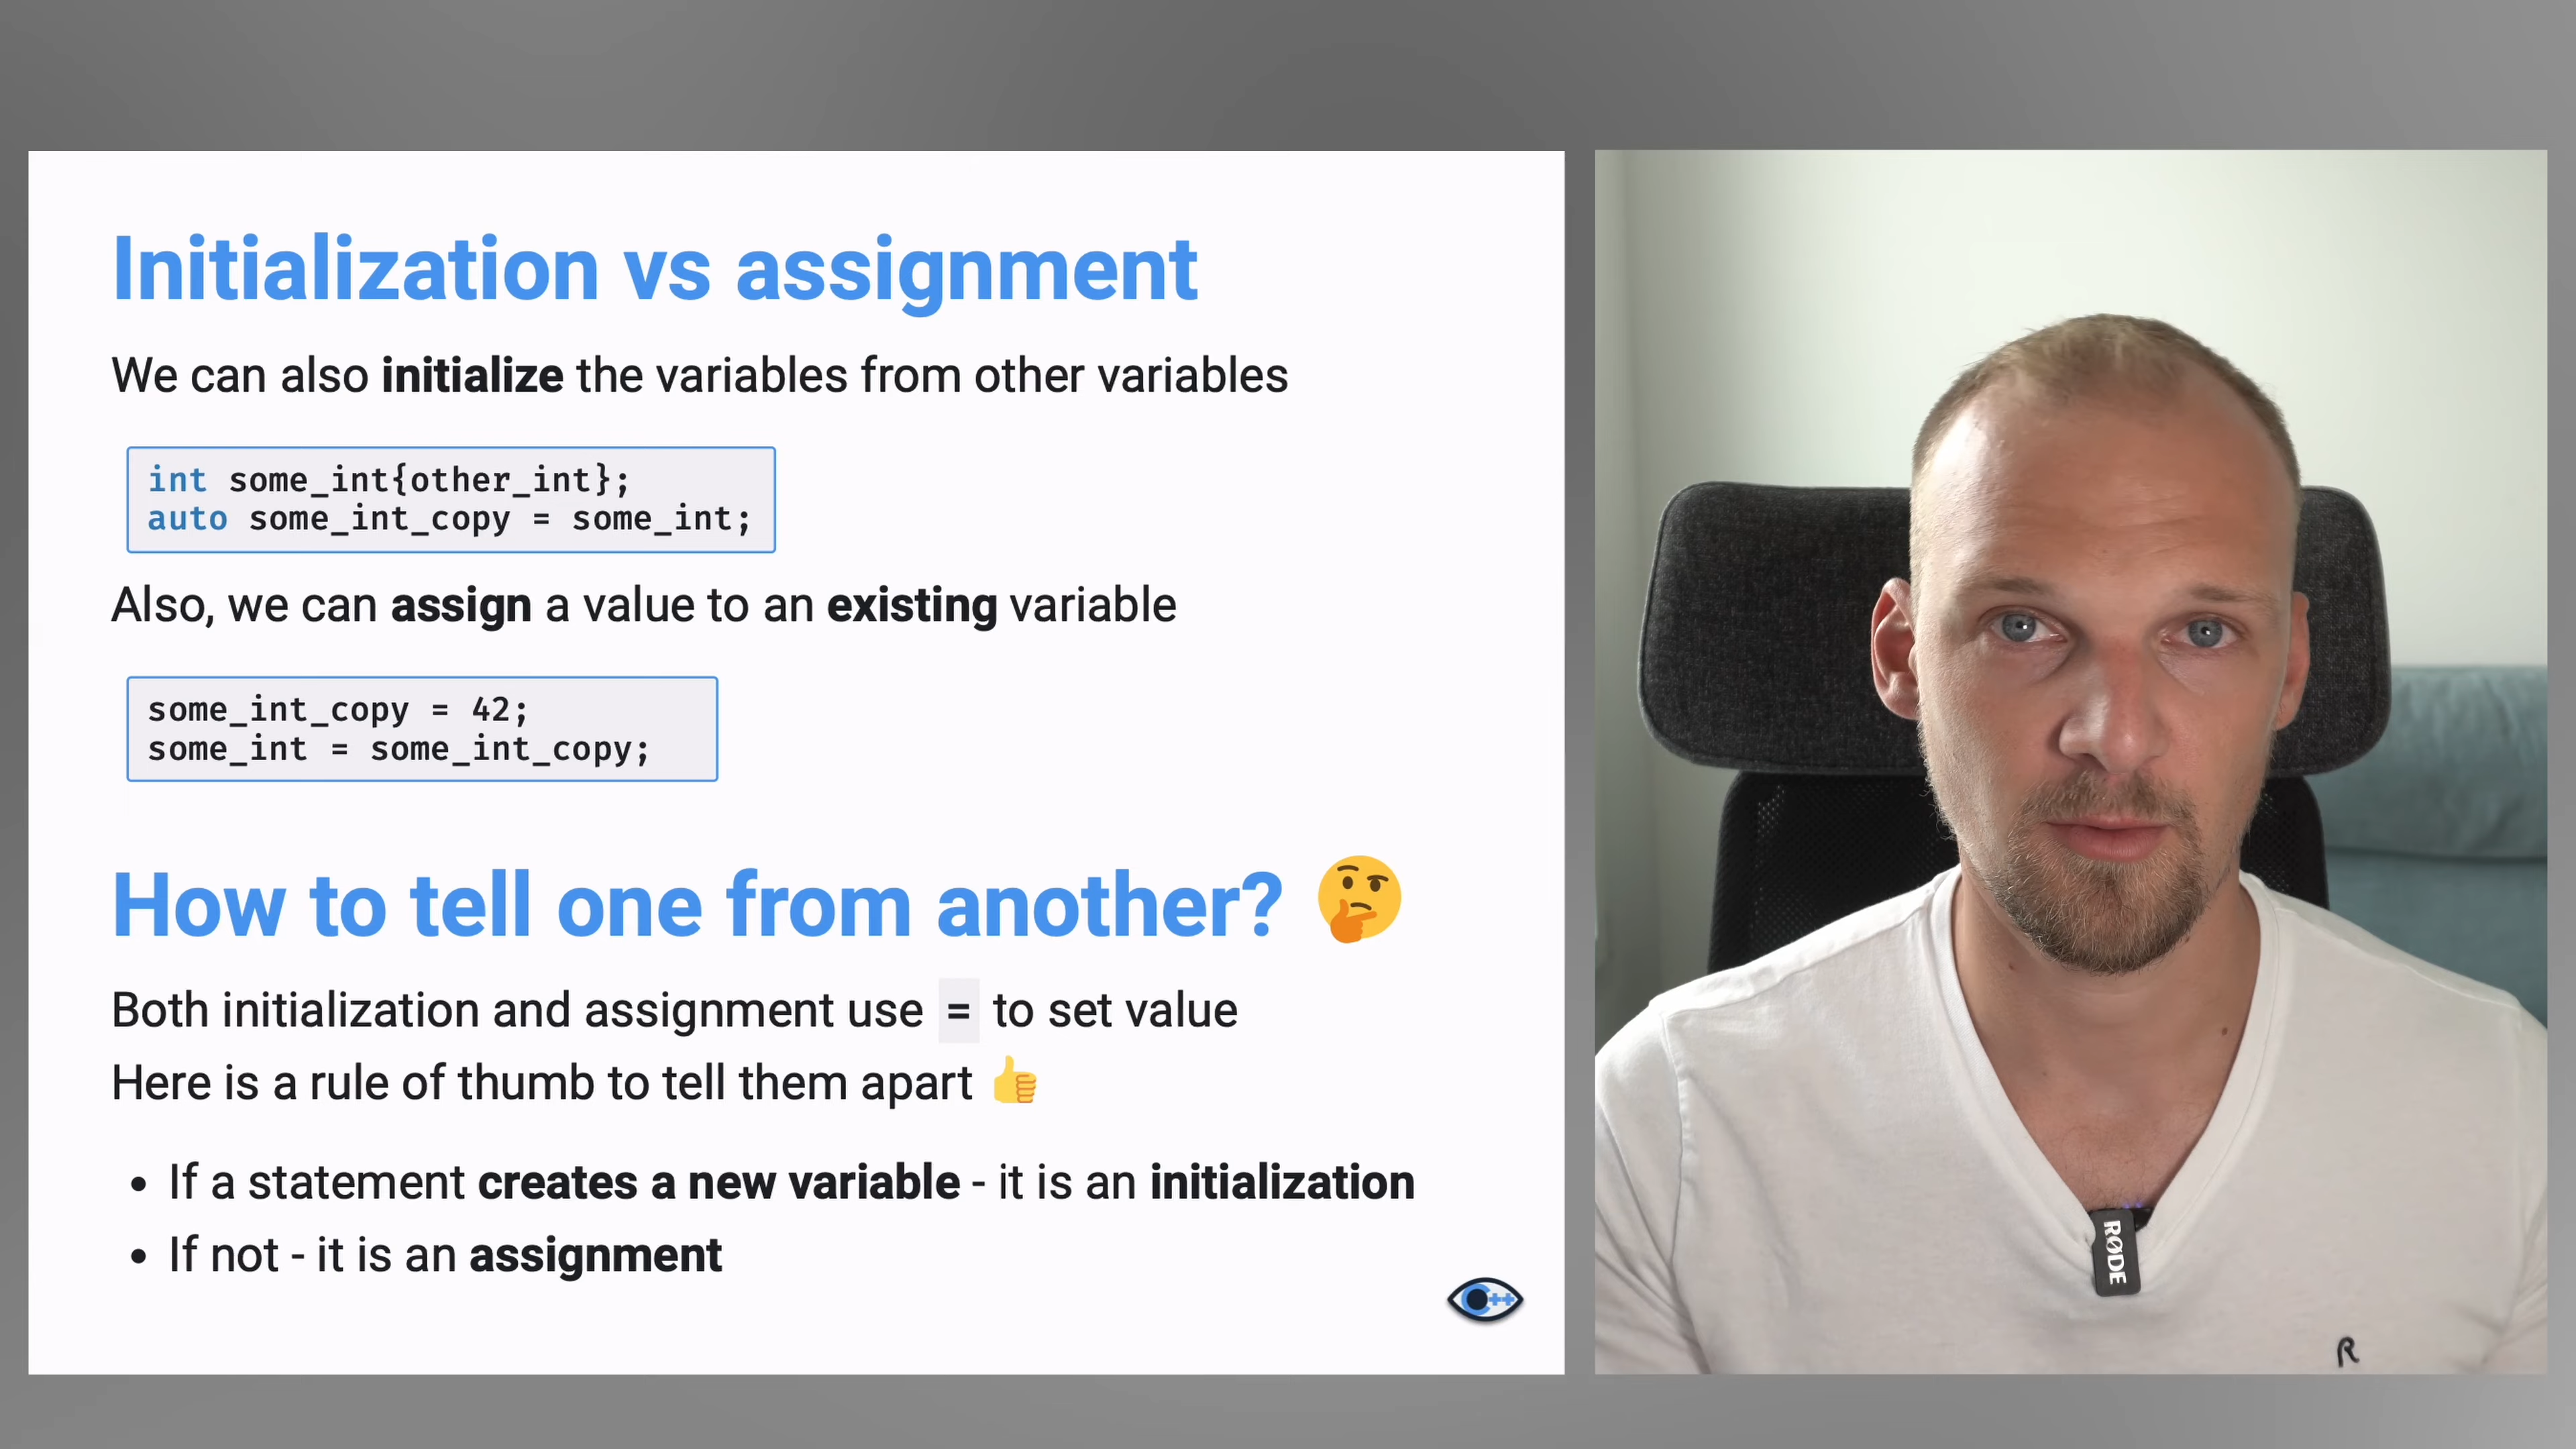 Initialization vs assignment
We can also initialize the variables from other variables
int some_int{other_int};
auto some_int_copy = some_int;
Also, we can assign a value to an existing variable
some_int_copy = 42;
some_int = some_int_copy;
How to tell one from another? 🤔
Both initialization and assignment use = to set value
Here is a rule of thumb to tell them apart 👍
• If a statement creates a new variable - it is an initialization
• If not - it is an assignment
C++
RØDE
R